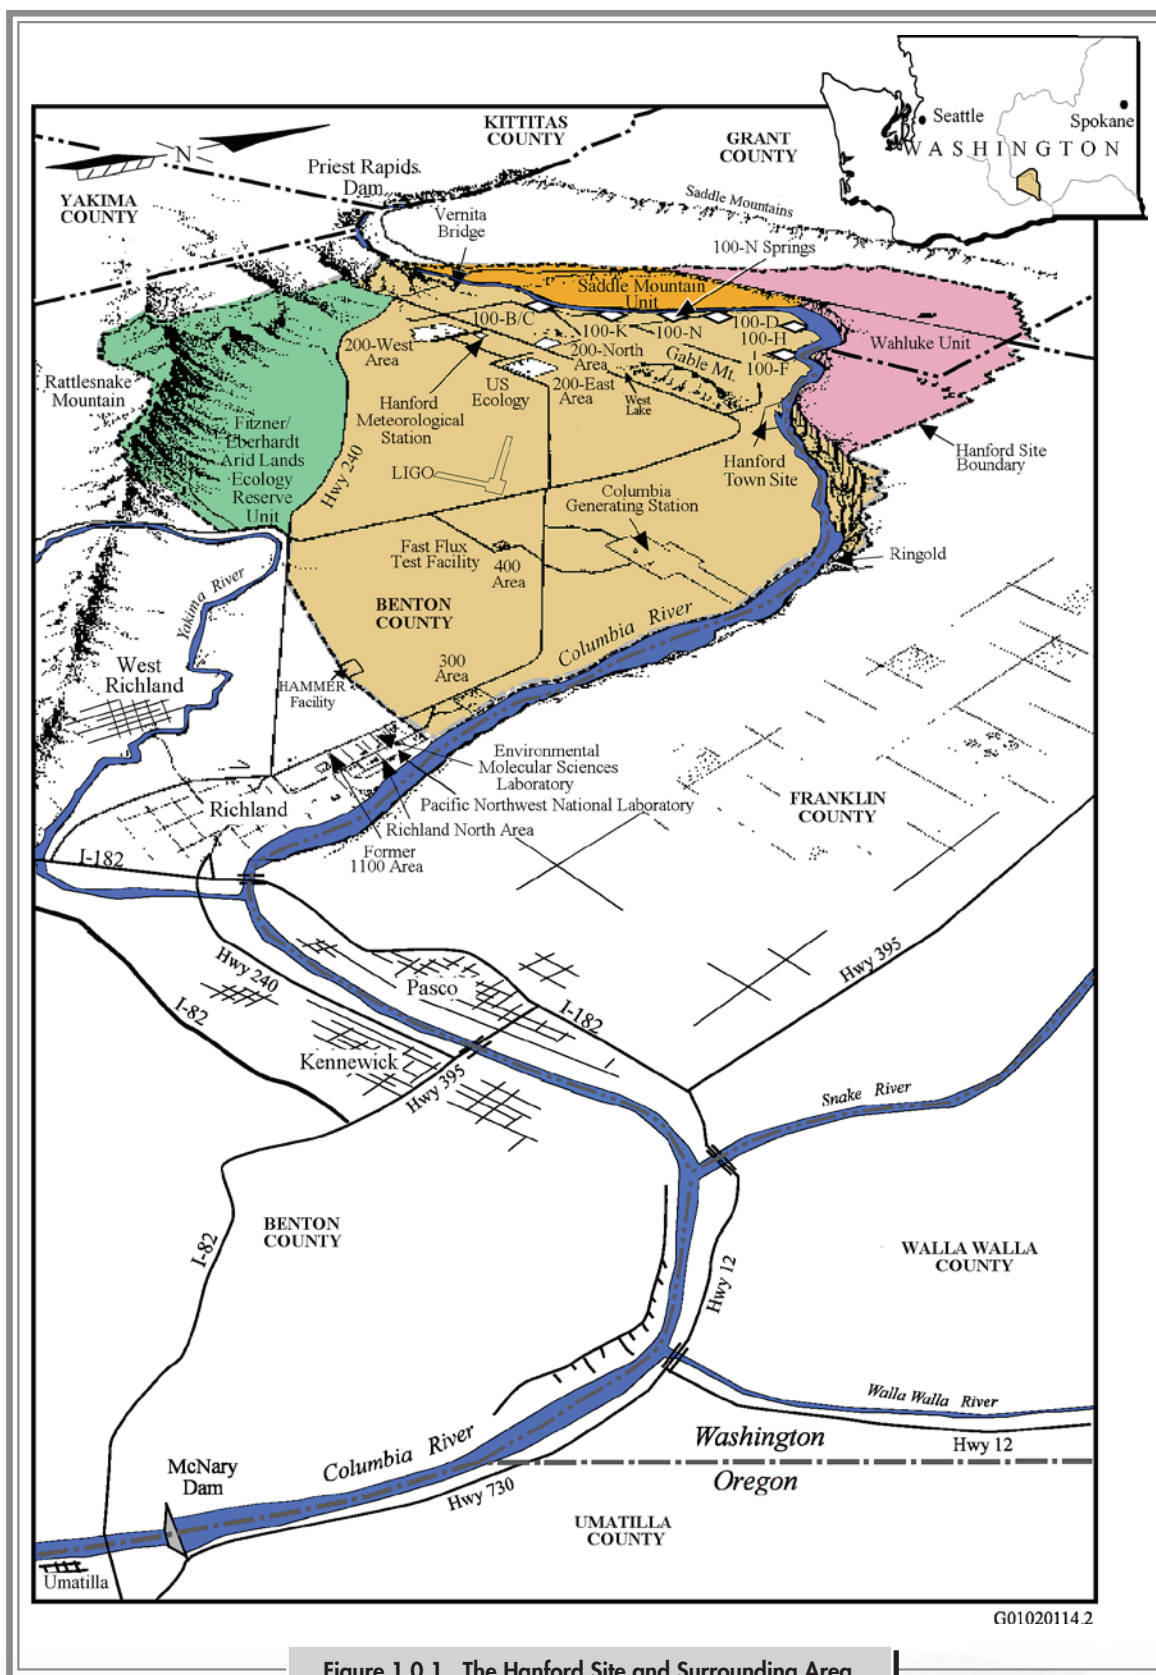 Seattle
Spokane
WASHINGTON
KITTITAS
COUNTY
GRANT
COUNTY
N
Priest Rapids
Dam
YAKIMA
COUNTY
Saddle Mountains
Vernita
Bridge
100-N Springs
Saddle Mountain
Unit
100-B/C
100-K
100-N
100-D
100-H
100-F
Wahluke Unit
200-West
Area
200-North
Area
Gable Mt.
US
Ecology
200-East
Area
West
Lake
Rattlesnake
Mountain
Hanford
Meteorological
Station
Fitzner/
Eberhardt
Arid Lands
Ecology
Reserve
Unit
Hwy 240
LIGO
Hanford
Town Site
Hanford Site
Boundary
Columbia
Generating Station
Fast Flux
Test Facility
400
Area
Ringold
BENTON
COUNTY
Columbia River
Yakima River
West
Richland
300
Area
HAMMER
Facility
Environmental
Molecular Sciences
Laboratory
Pacific Northwest National Laboratory
Richland North Area
Former
1100 Area
Richland
FRANKLIN
COUNTY
I-182
Hwy 240
I-82
Pasco
I-182
Hwy 395
Kennewick
Hwy 395
Snake River
BENTON
COUNTY
I-82
Hwy 12
WALLA WALLA
COUNTY
Walla Walla River
Hwy 12
Washington
Oregon
Columbia River
McNary
Dam
Hwy 730
UMATILLA
COUNTY
Umatilla
G01020114.2
Figure 1.0.1. The Hanford Site and Surrounding Area